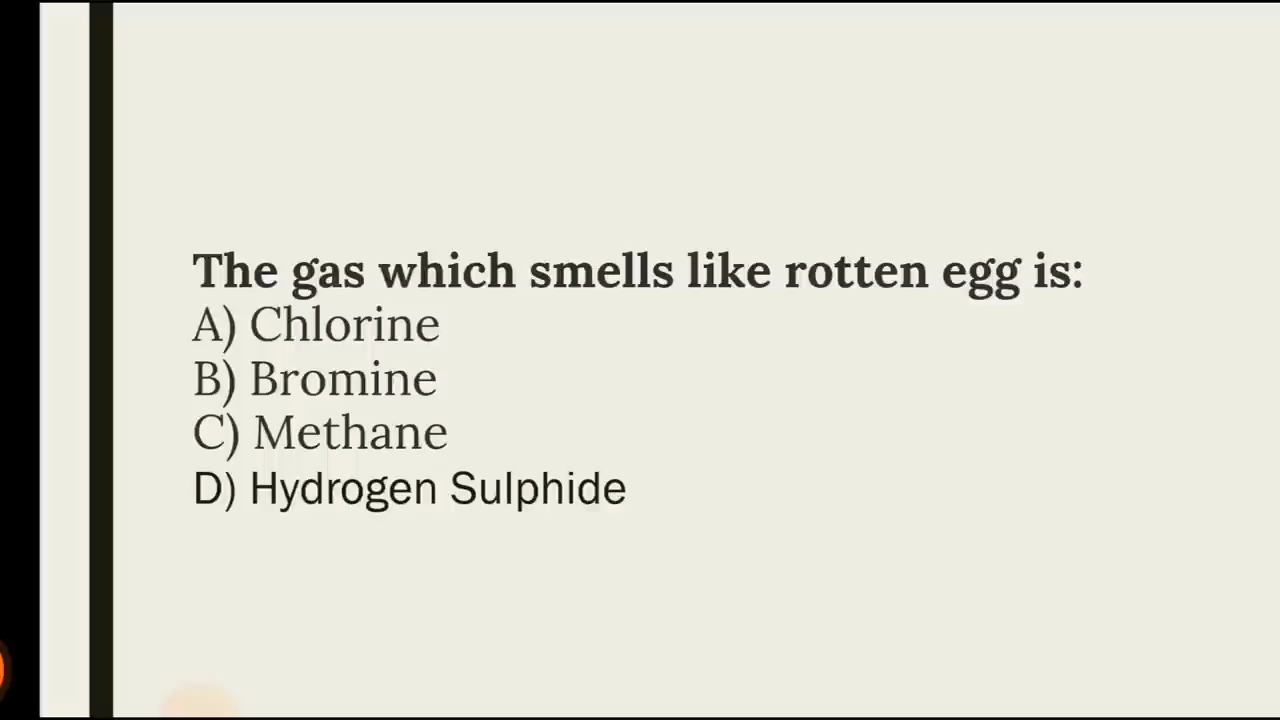 The gas which smells like rotten egg is:
A) Chlorine
B) Bromine
C) Methane
D) Hydrogen Sulphide